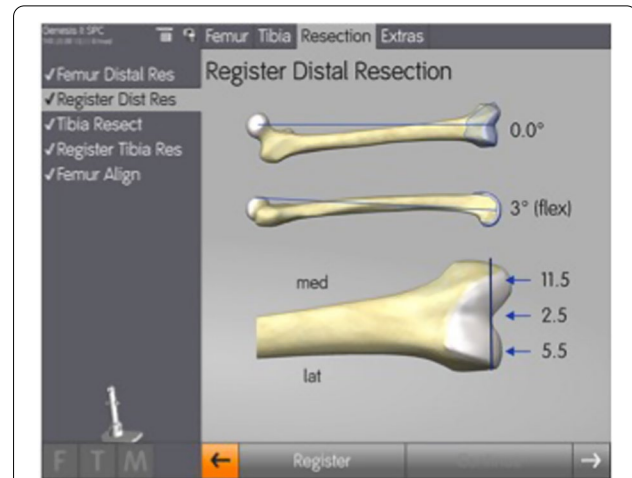 Genesis II SPC
Femur Tibia Resection Extras
✓Femur Distal Res
✓Register Dist Res
✓Tibia Resect
✓Register Tibia Res
✓Femur Align
Register Distal Resection
0.0°
3° (flex)
med
11.5
2.5
5.5
lat
F T M
← Register →